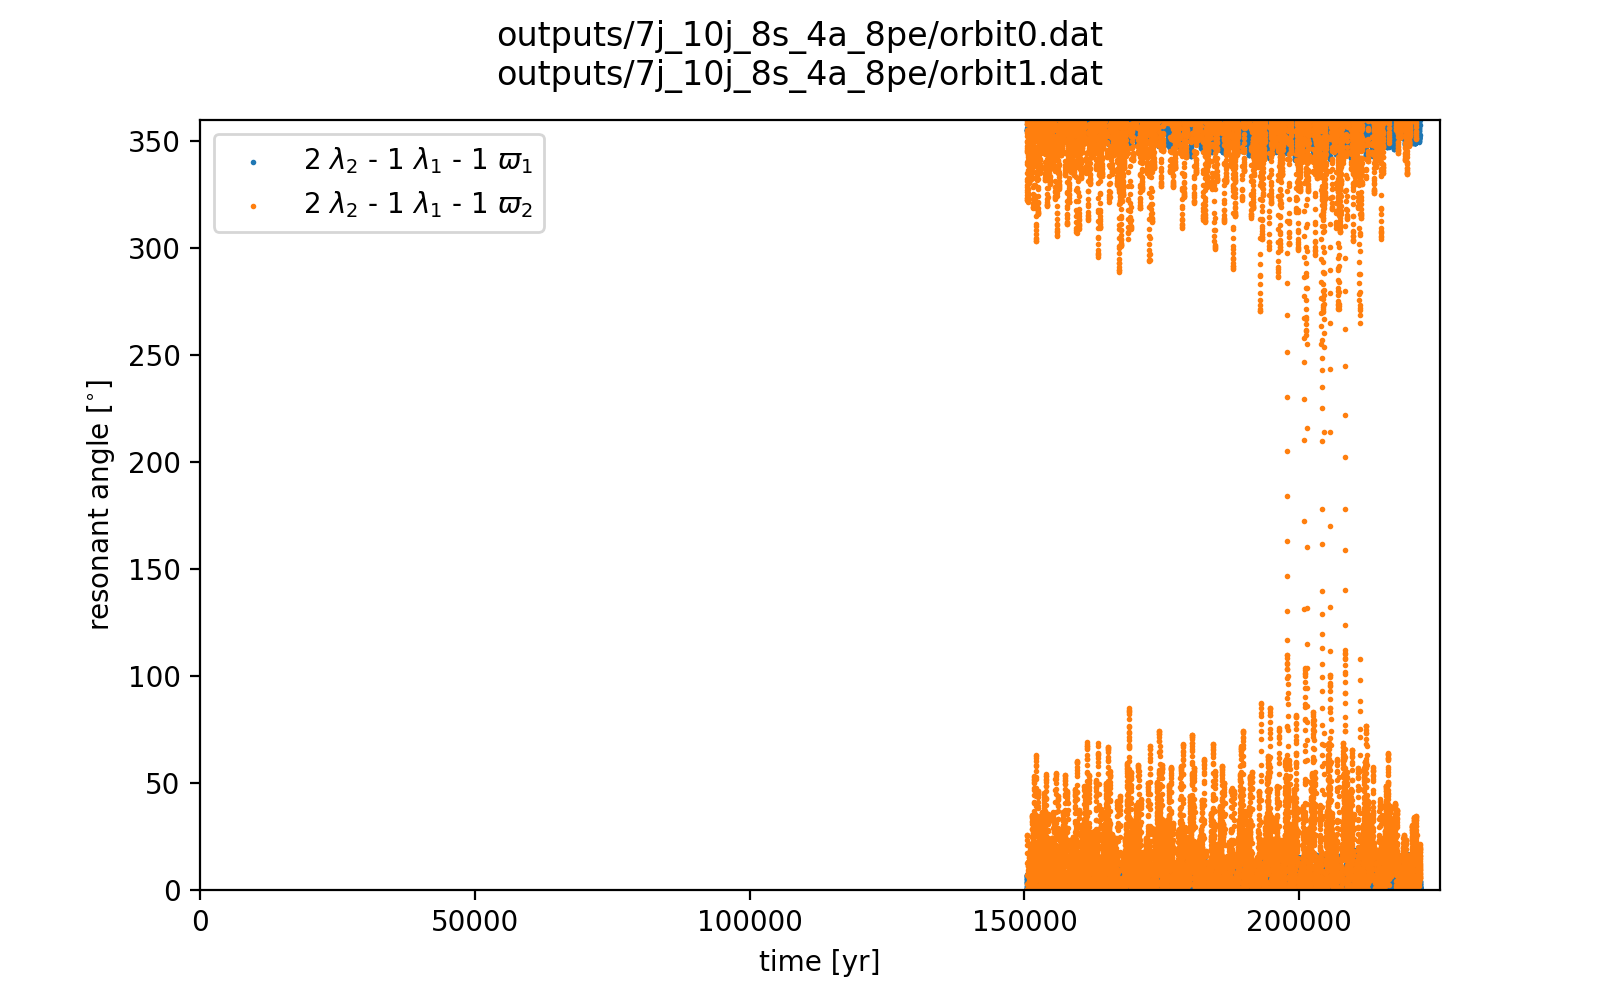 outputs/7j_10j_8s_4a_8pe/orbit0.dat
outputs/7j_10j_8s_4a_8pe/orbit1.dat
2 λ₂ - 1 λ₁ - 1 ϖ₁
2 λ₂ - 1 λ₁ - 1 ϖ₂
350
300
250
200
150
100
50
0
resonant angle [°]
0 50000 100000 150000 200000
time [yr]